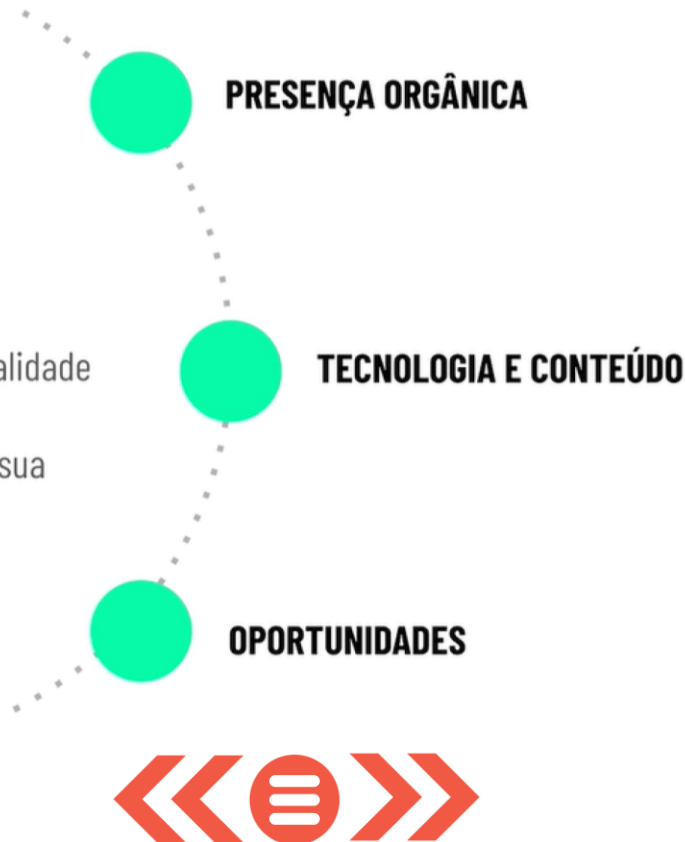 PRESENÇA ORGÂNICA
alidade
TECNOLOGIA E CONTEÚDO
sua
OPORTUNIDADES